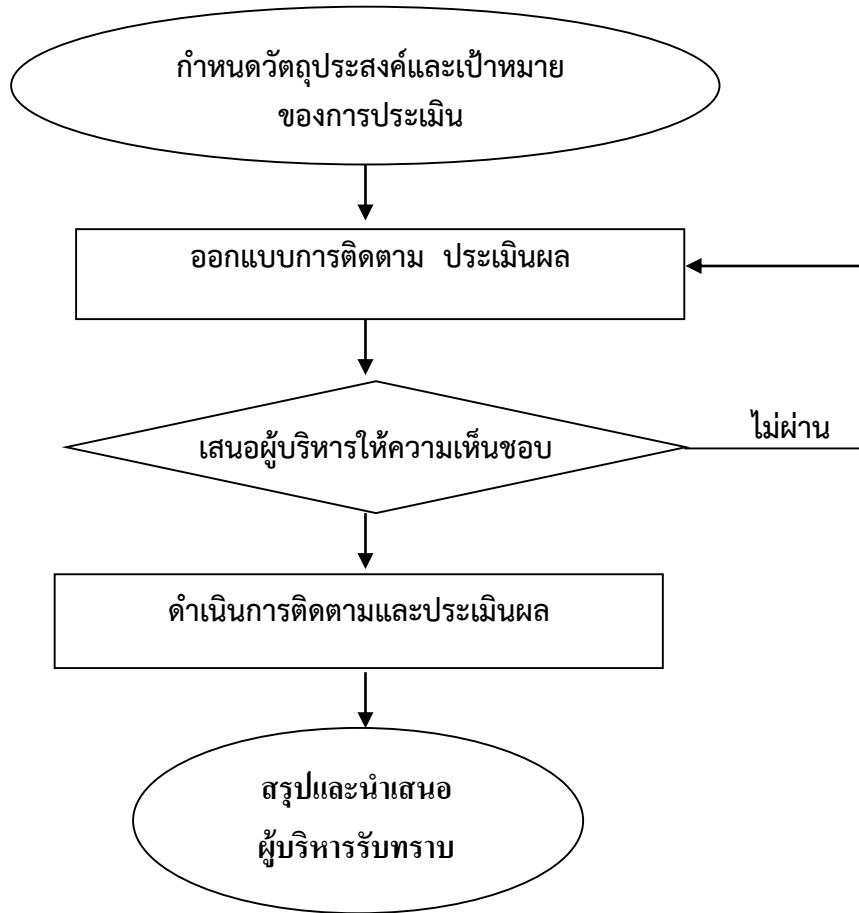 กำหนดวัตถุประสงค์และเป้าหมาย
ของการประเมิน
ออกแบบการติดตาม ประเมินผล
เสนอผู้บริหารให้ความเห็นชอบ
ไม่ผ่าน
ดำเนินการติดตามและประเมินผล
สรุปและนำเสนอ
ผู้บริหารรับทราบ